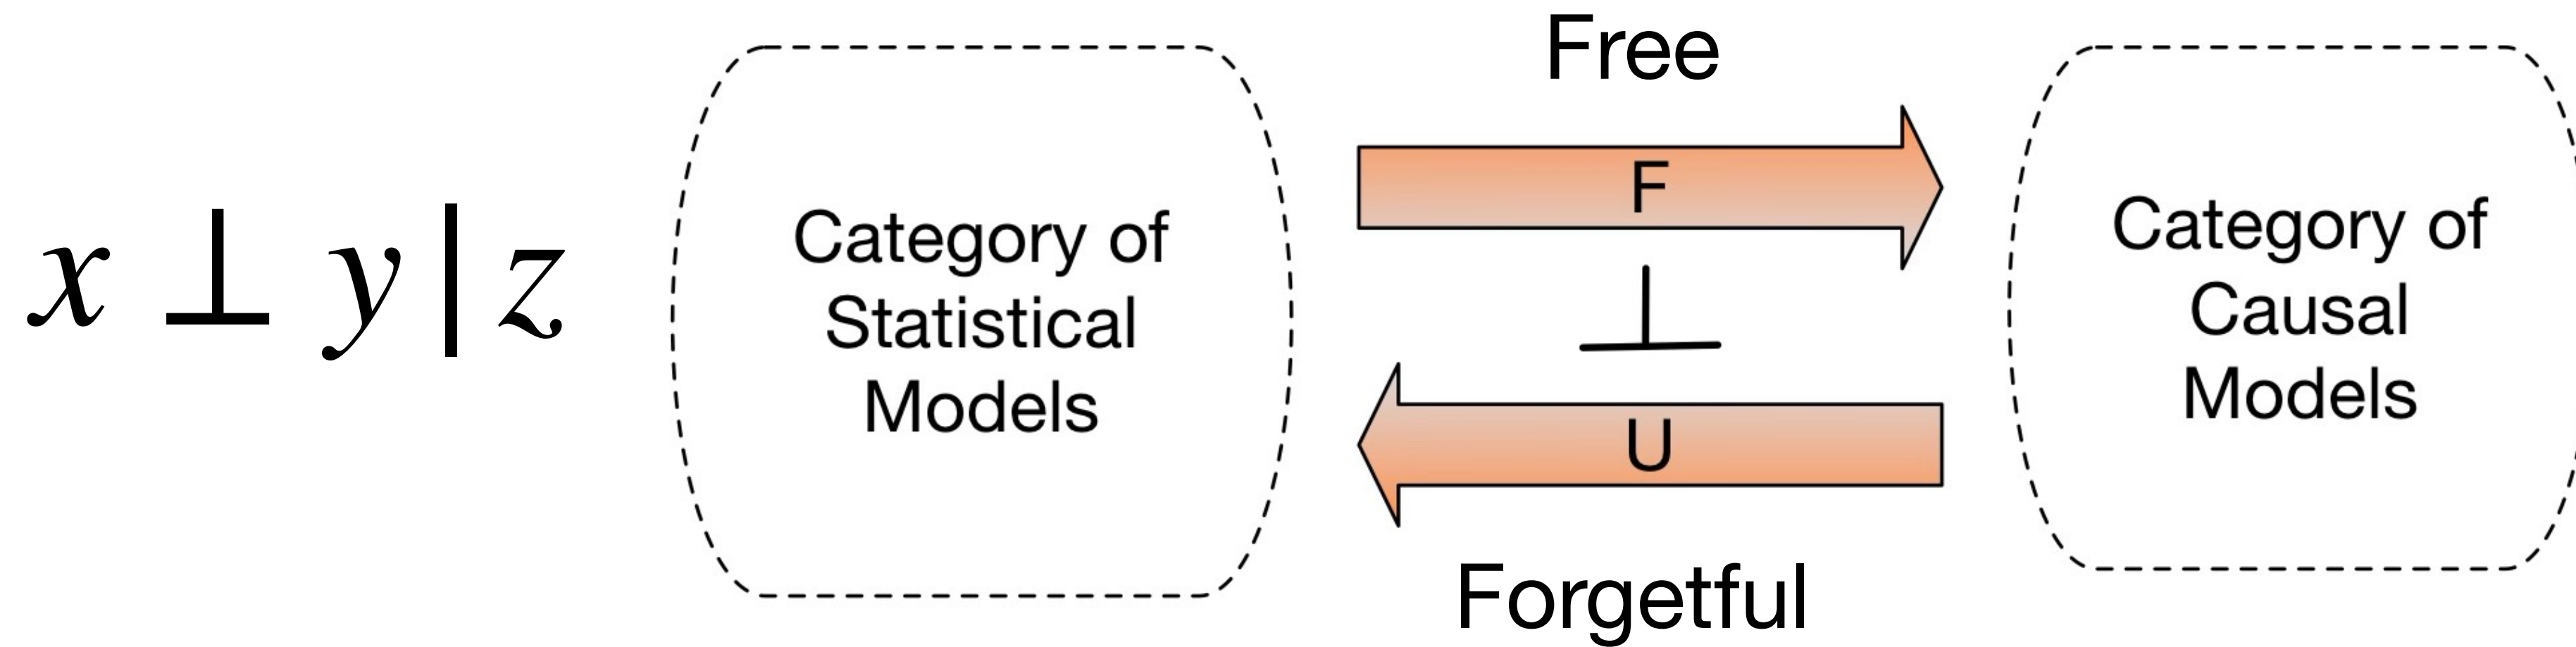 x ⊥ y | z
Category of
Statistical
Models
Free
F
⊥
U
Forgetful
Category of
Causal
Models